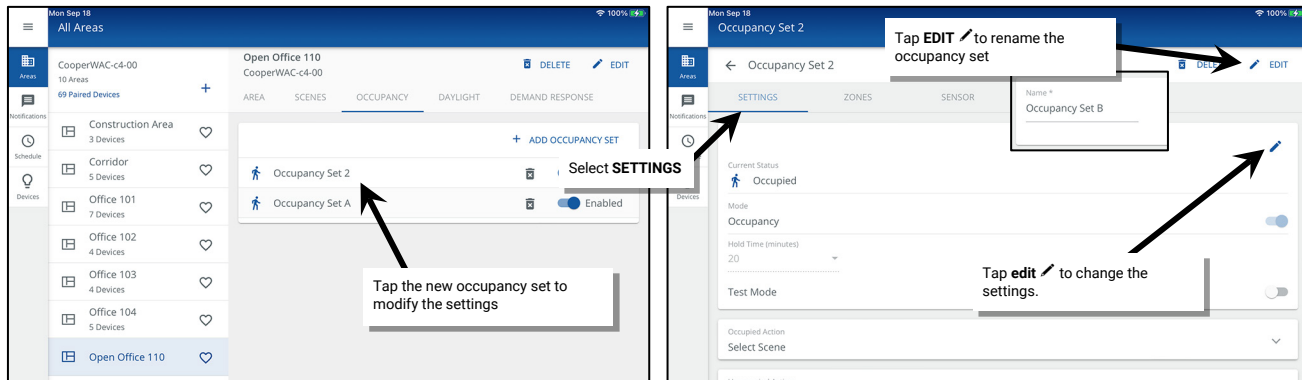 Mon Sep 18
100%
All Areas
Areas
Notifications
Schedule
Devices
CooperWAC-c4-00
10 Areas
69 Paired Devices
+
Construction Area
3 Devices
Corridor
5 Devices
Office 101
7 Devices
Office 102
4 Devices
Office 103
4 Devices
Office 104
5 Devices
Open Office 110
Open Office 110
CooperWAC-c4-00
DELETE
EDIT
AREA SCENES OCCUPANCY DAYLIGHT DEMAND RESPONSE
+ ADD OCCUPANCY SET
Occupancy Set 2
Occupancy Set A
Enabled
Tap the new occupancy set to
modify the settings
Select SETTINGS
Mon Sep 18
100%
Occupancy Set 2
Areas
Notifications
Devices
Occupancy Set 2
EDIT
Tap EDIT to rename the
occupancy set
SETTINGS ZONES SENSOR
Name *
Occupancy Set B
Current Status
Occupied
Mode
Occupancy
Hold Time (minutes)
20
Test Mode
Tap edit to change the
settings.
Occupied Action
Select Scene